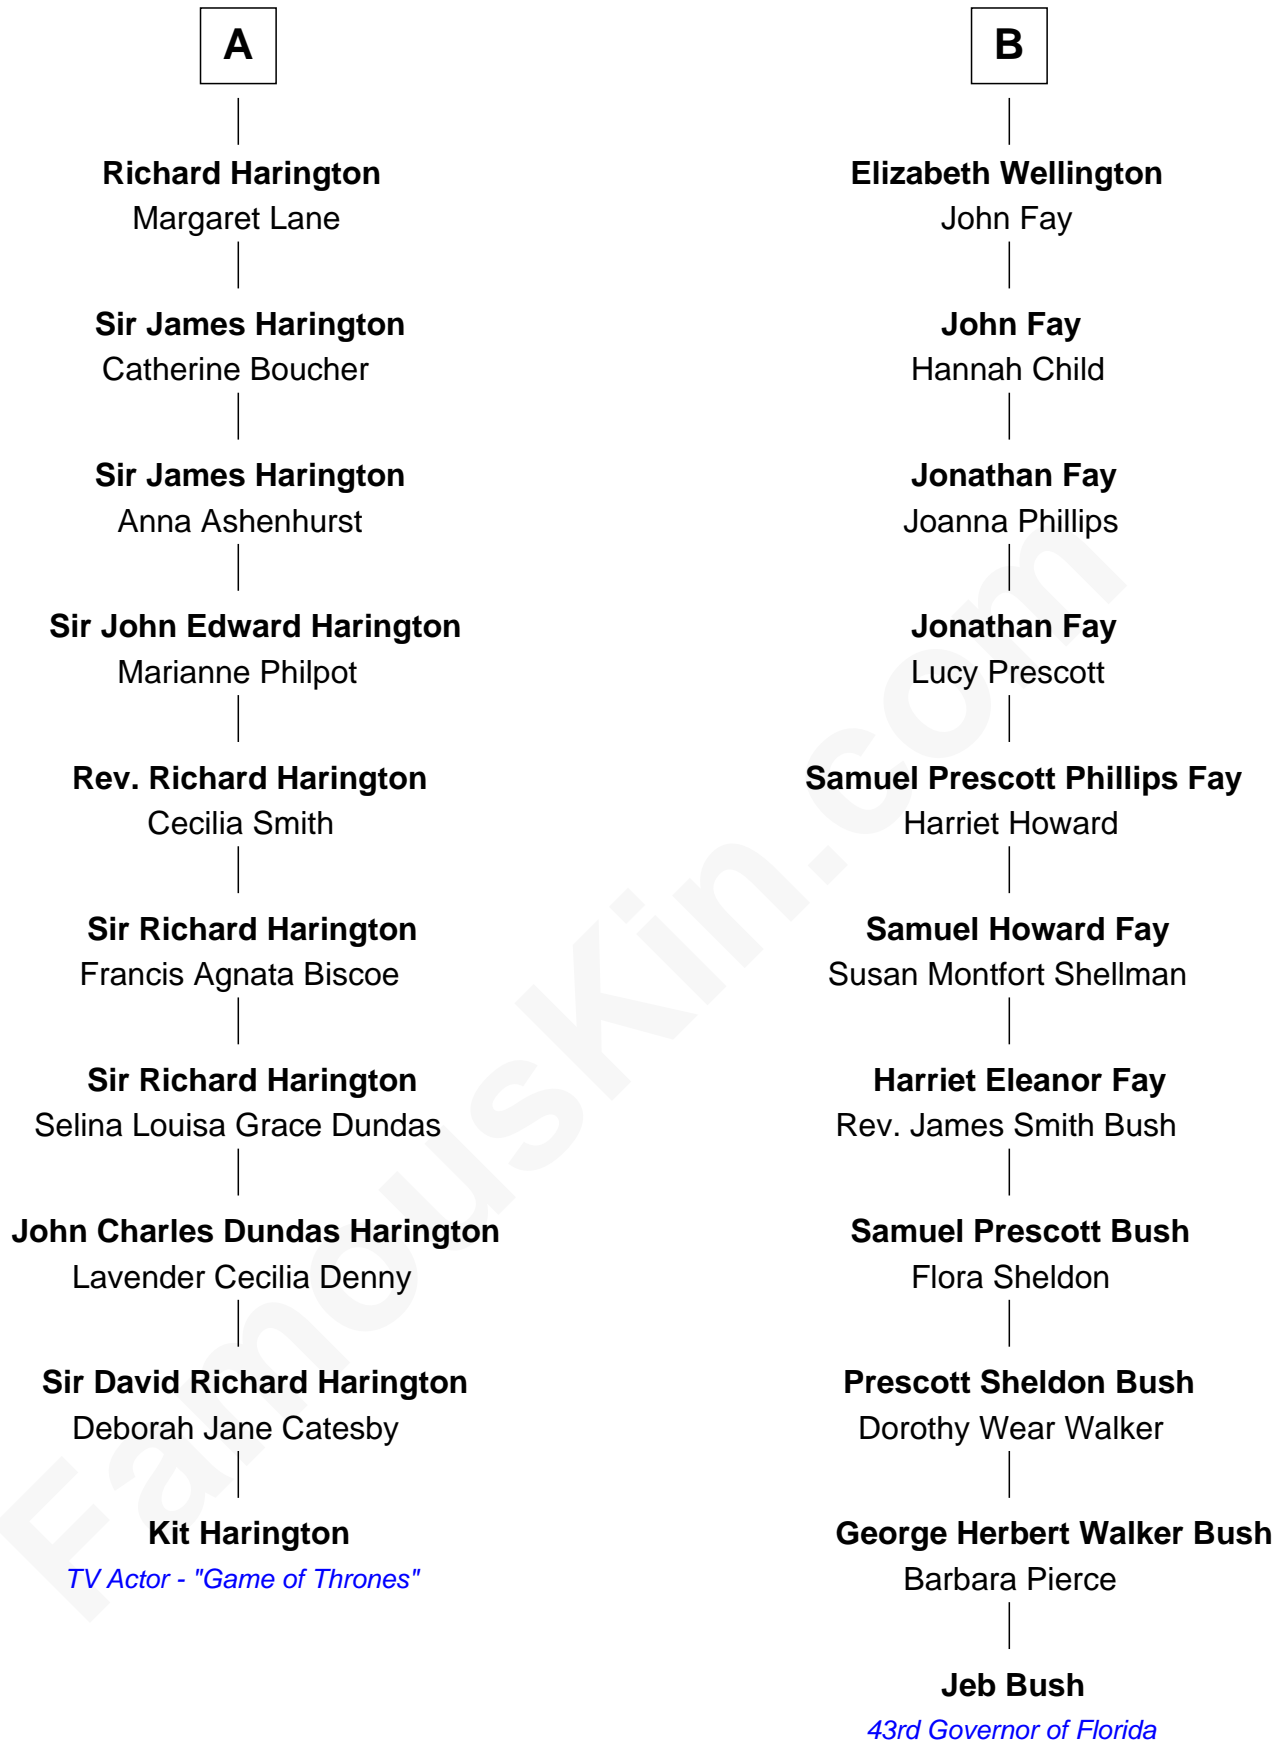 A
Richard Harington
Margaret Lane
Sir James Harington
Catherine Boucher
Sir James Harington
Anna Ashenhurst
Sir John Edward Harington
Marianne Philpot
Rev. Richard Harington
Cecilia Smith
Sir Richard Harington
Francis Agnata Biscoe
Sir Richard Harington
Selina Louisa Grace Dundas
John Charles Dundas Harington
Lavender Cecilia Denny
Sir David Richard Harington
Deborah Jane Catesby
Kit Harington
TV Actor - "Game of Thrones"
B
Elizabeth Wellington
John Fay
John Fay
Hannah Child
Jonathan Fay
Joanna Phillips
Jonathan Fay
Lucy Prescott
Samuel Prescott Phillips Fay
Harriet Howard
Samuel Howard Fay
Susan Montfort Shellman
Harriet Eleanor Fay
Rev. James Smith Bush
Samuel Prescott Bush
Flora Sheldon
Prescott Sheldon Bush
Dorothy Wear Walker
George Herbert Walker Bush
Barbara Pierce
Jeb Bush
43rd Governor of Florida
FamousKin.com